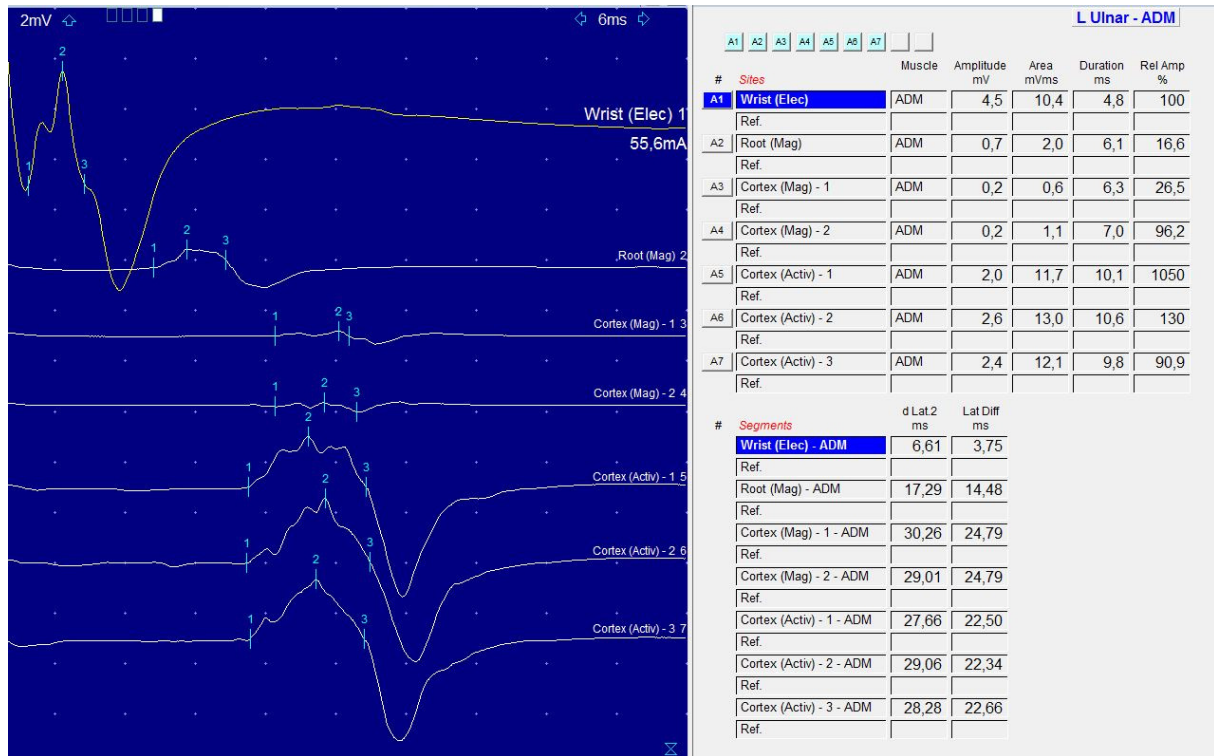 2mV
6ms
Wrist (Elec) 1
55,6mA
1 2 3
Root (Mag) 2
1 2 3
Cortex (Mag) - 1 3
1 2 3
Cortex (Mag) - 2 4
1 2 3
Cortex (Activ) - 1 5
1 2 3
Cortex (Activ) - 2 6
1 2 3
Cortex (Activ) - 3 7
1 2 3
L Ulnar - ADM
A1 A2 A3 A4 A5 A6 A7
# Sites Muscle Amplitude mV Area mVms Duration ms Rel Amp %
A1 Wrist (Elec) ADM 4,5 10,4 4,8 100
Ref.
A2 Root (Mag) ADM 0,7 2,0 6,1 16,6
Ref.
A3 Cortex (Mag) - 1 ADM 0,2 0,6 6,3 26,5
Ref.
A4 Cortex (Mag) - 2 ADM 0,2 1,1 7,0 96,2
Ref.
A5 Cortex (Activ) - 1 ADM 2,0 11,7 10,1 1050
Ref.
A6 Cortex (Activ) - 2 ADM 2,6 13,0 10,6 130
Ref.
A7 Cortex (Activ) - 3 ADM 2,4 12,1 9,8 90,9
Ref.
# Segments d Lat.2 ms Lat Diff ms
Wrist (Elec) - ADM 6,61 3,75
Ref.
Root (Mag) - ADM 17,29 14,48
Ref.
Cortex (Mag) - 1 - ADM 30,26 24,79
Ref.
Cortex (Mag) - 2 - ADM 29,01 24,79
Ref.
Cortex (Activ) - 1 - ADM 27,66 22,50
Ref.
Cortex (Activ) - 2 - ADM 29,06 22,34
Ref.
Cortex (Activ) - 3 - ADM 28,28 22,66
Ref.